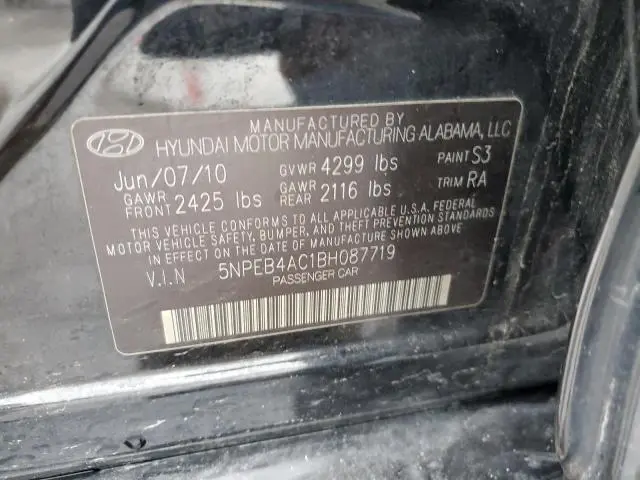 MANUFACTURED BY
HYUNDAI MOTOR MANUFACTURING ALABAMA, LLC
Jun/07/10 GVWR 4299 lbs PAINT S3
GAWR FRONT 2425 lbs GAWR REAR 2116 lbs TRIM RA
THIS VEHICLE CONFORMS TO ALL APPLICABLE U.S.A. FEDERAL
MOTOR VEHICLE SAFETY, BUMPER, AND THEFT PREVENTION STANDARDS
IN EFFECT ON THE DATE OF MANUFACTURE SHOWN ABOVE.
V.I.N 5NPEB4AC1BH087719
PASSENGER CAR